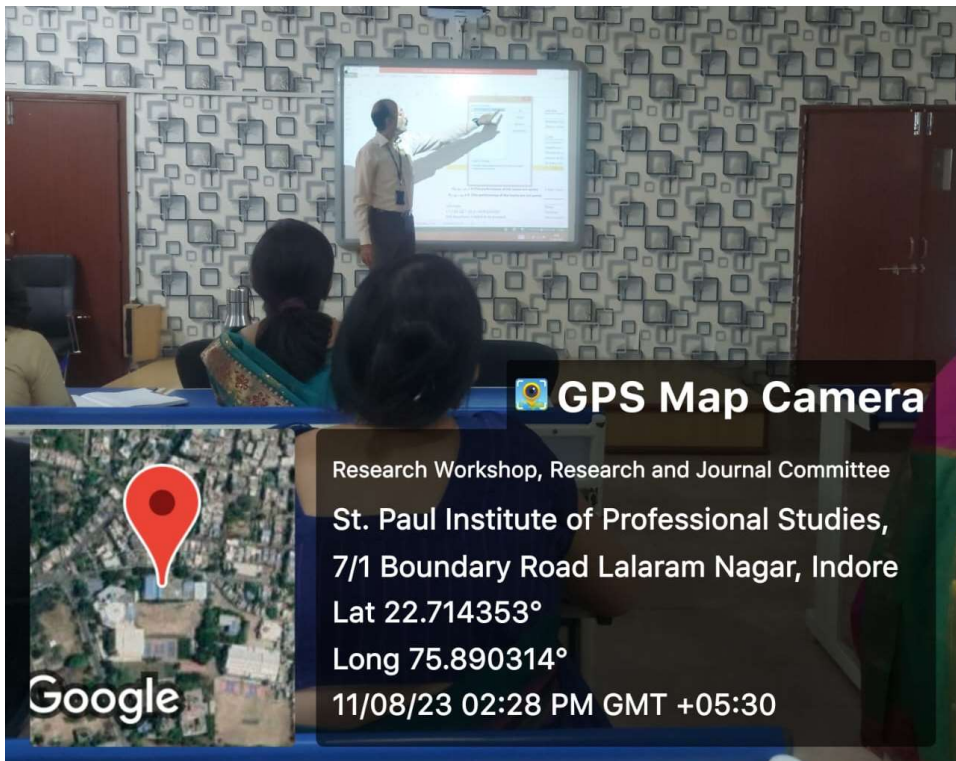 GPS Map Camera
Research Workshop, Research and Journal Committee
St. Paul Institute of Professional Studies,
7/1 Boundary Road Lalaram Nagar, Indore
Lat 22.714353°
Long 75.890314°
11/08/23 02:28 PM GMT +05:30
Google